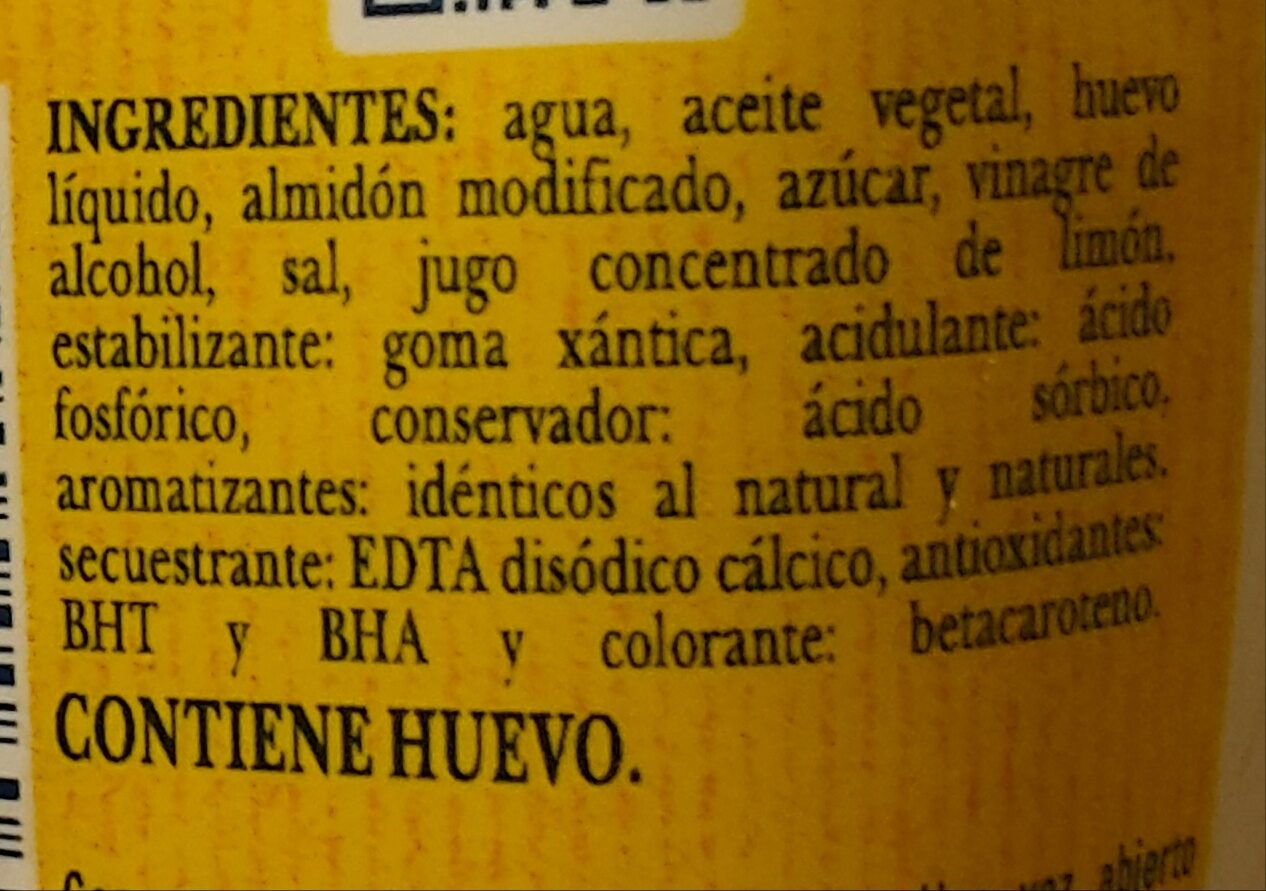 INGREDIENTES: agua, aceite vegetal, huevo
líquido, almidón modificado, azúcar, vinagre de
alcohol, sal, jugo concentrado de limón,
estabilizante: goma xántica, acidulante: ácido
fosfórico, conservador: ácido sórbico,
aromatizantes: idénticos al natural y naturales,
secuestrante: EDTA disódico cálcico, antioxidantes:
BHT y BHA y colorante: betacaroteno.
CONTIENE HUEVO.
abierto